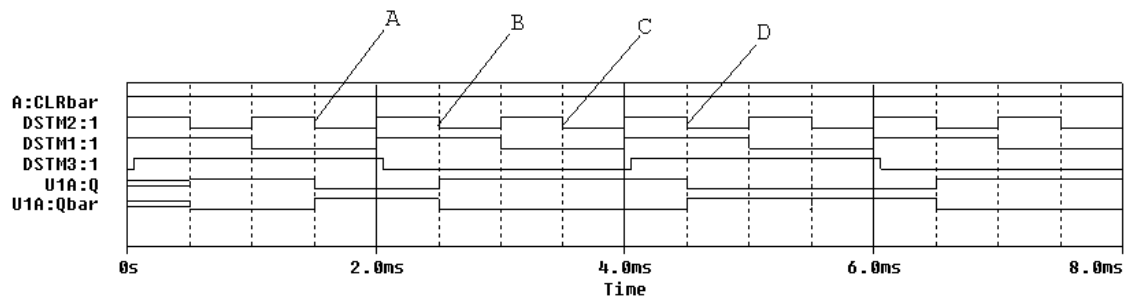 A
B
C
D
A:CLRbar
DSTM2:1
DSTM1:1
DSTM3:1
U1A:Q
U1A:Qbar
0s 2.0ms 4.0ms 6.0ms 8.0ms
Time